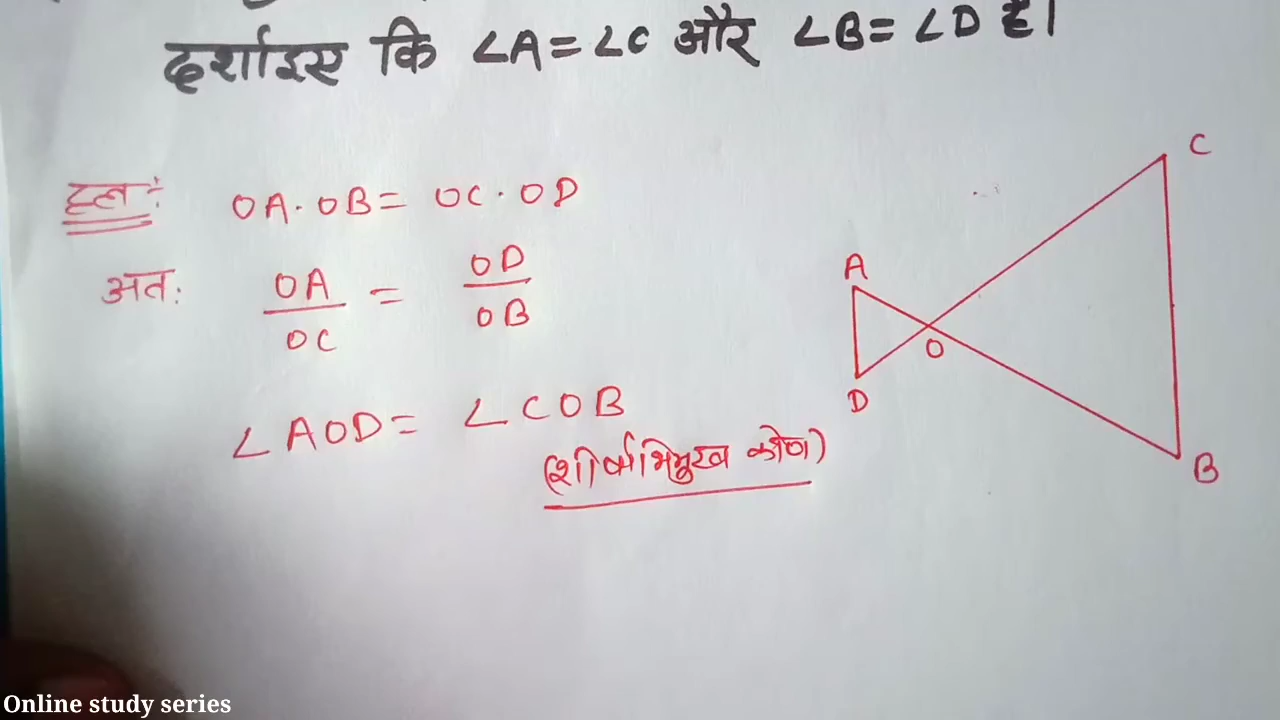 दर्शाइए कि ∠A = ∠C और ∠B = ∠D है।
हल :- OA . OB = OC . OD
अतः OA/OC = OD/OB
∠AOD = ∠COB
(शीर्षाभिमुख कोण)
C
A
O
D
B
Online study series